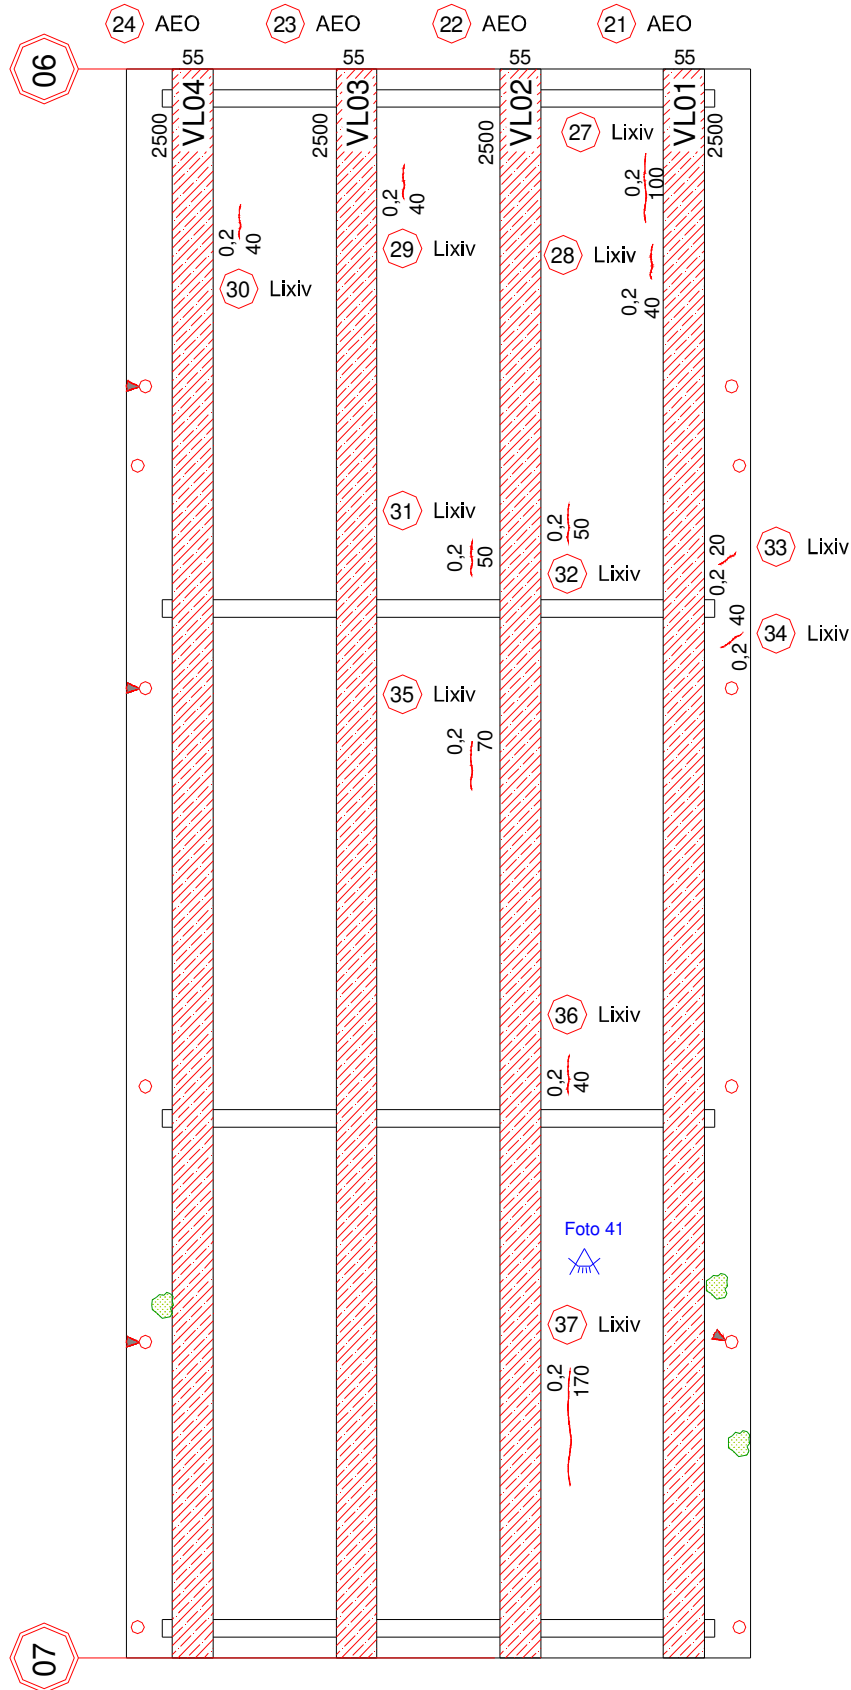 24 AEO
23 AEO
22 AEO
21 AEO
06
55
55
55
55
VL04
VL03
VL02
VL01
2500
2500
2500
2500
27 Lixiv
0,2
100
0,2
40
29 Lixiv
28 Lixiv
0,2
40
30 Lixiv
0,2
40
31 Lixiv
0,2
50
0,2
50
32 Lixiv
0,2 20
33 Lixiv
0,2 40
34 Lixiv
35 Lixiv
0,2
70
36 Lixiv
0,2
40
Foto 41
37 Lixiv
0,2
170
07